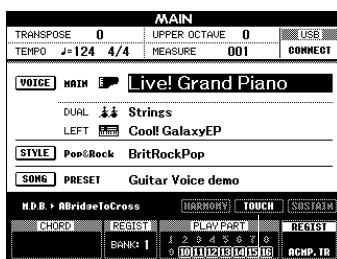 MAIN
TRANSPOSE 0 UPPER OCTAVE 0 USB
TEMPO ♩=124 4/4 MEASURE 001 CONNECT
VOICE MAIN Live! Grand Piano
DUAL Strings
LEFT Cool! GalaxyEP
STYLE Pop&Rock BritRockPop
SONG PRESET Guitar Voice demo
M.D.B. ▸ ABridgeToCross HARMONY TOUCH SUSTAIN
CHORD REGIST PLAY PART REGIST
BANK: 1 1 2 3 4 5 6 7 8
9 10 11 12 13 14 15 16 ACMP. TR